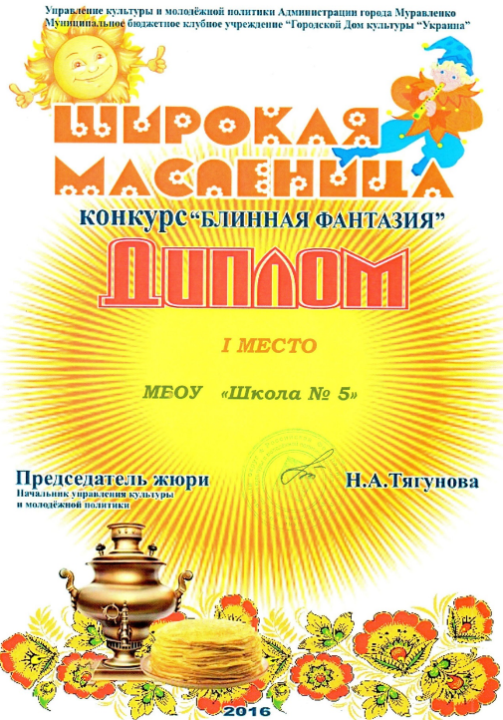 Управление культуры и молодёжной политики Администрации города Муравленко
Муниципальное бюджетное клубное учреждение “Городской Дом культуры “Украина”
ШИРОКАЯ
МАСЛЕНИЦА
КОНКУРС “БЛИННАЯ ФАНТАЗИЯ”
ДИПЛОМ
I МЕСТО
МБОУ «Школа № 5»
Председатель жюри Н.А.Тягунова
Начальник управления культуры
и молодёжной политики
2016